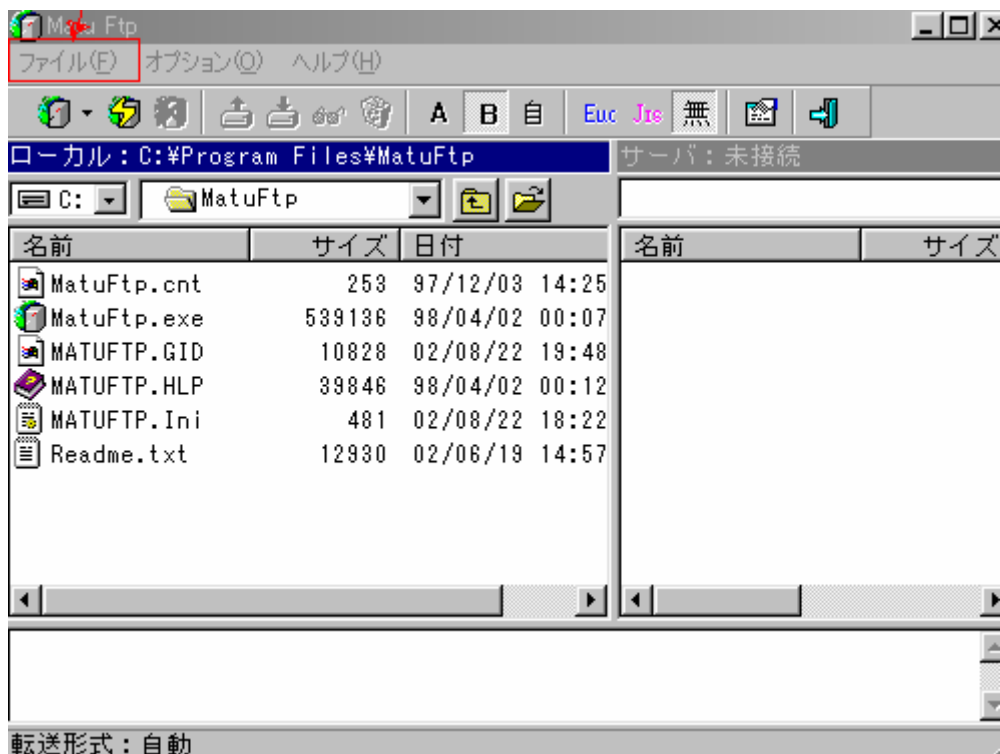 Matu Ftp
ファイル(F) オプション(O) ヘルプ(H)
A B 自 Euc Jis 無
ローカル：C:¥Program Files¥MatuFtp サーバ：未接続
C: MatuFtp
名前 サイズ 日付 名前 サイズ
MatuFtp.cnt 253 97/12/03 14:25
MatuFtp.exe 539136 98/04/02 00:07
MATUFTP.GID 10828 02/08/22 19:48
MATUFTP.HLP 39846 98/04/02 00:12
MATUFTP.Ini 481 02/08/22 18:22
Readme.txt 12930 02/06/19 14:57
転送形式：自動